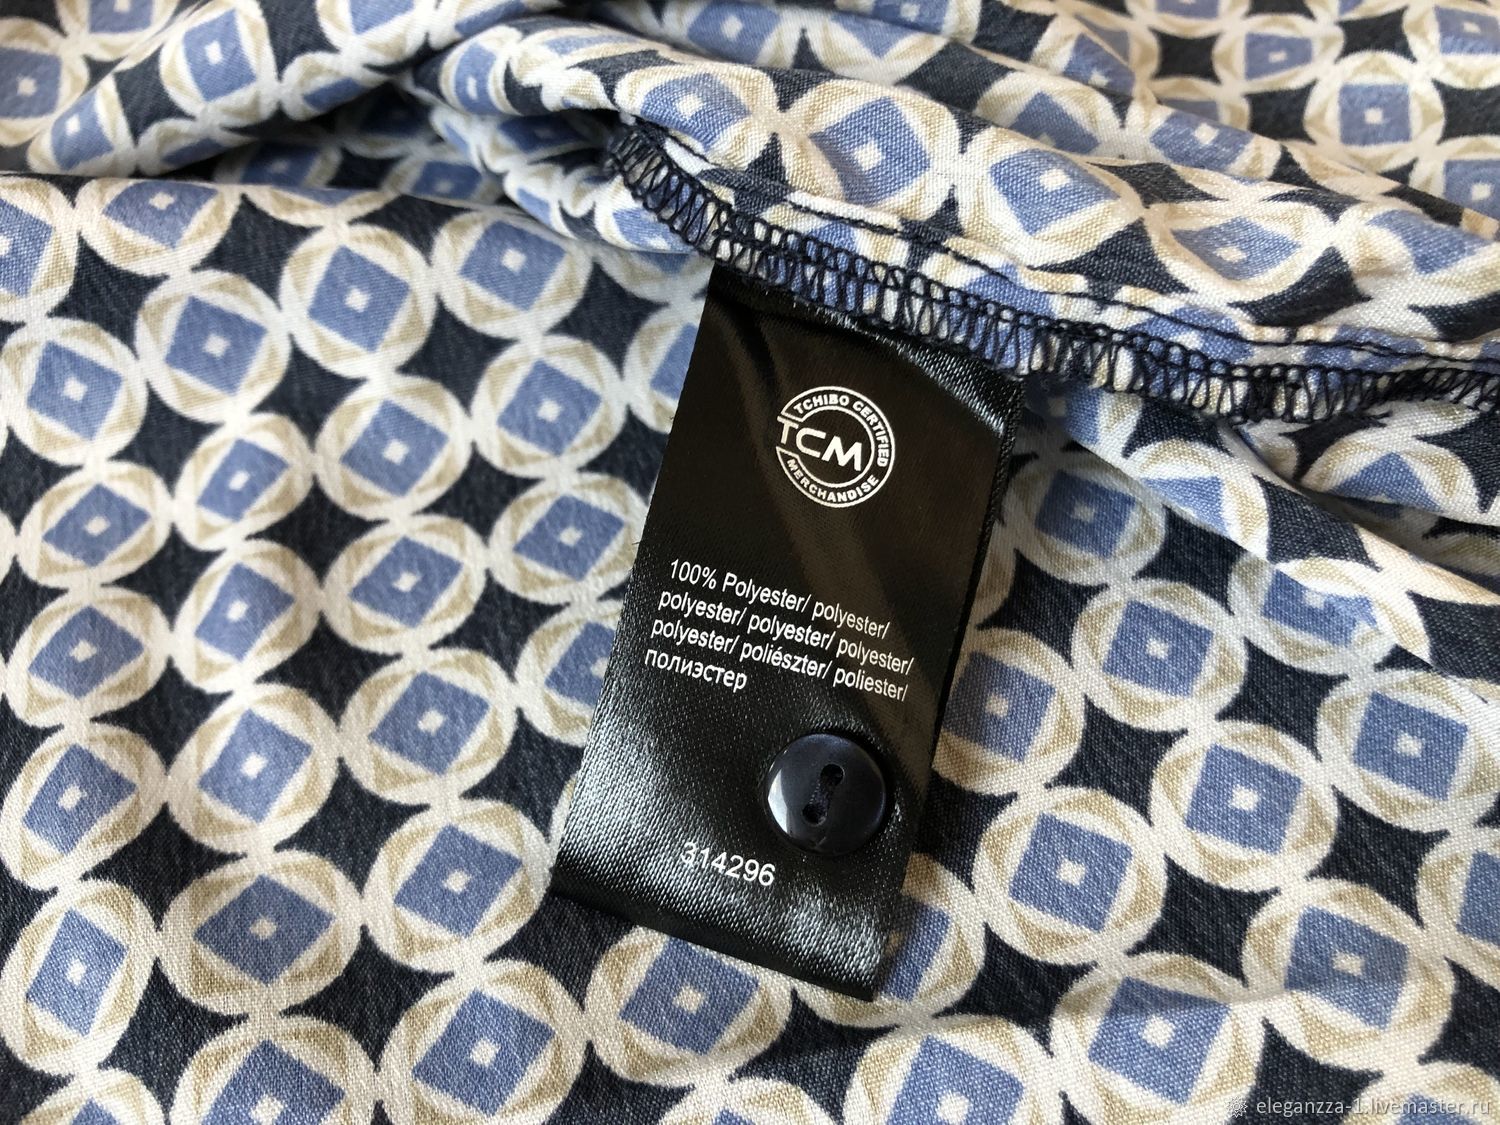 TCHIBO CERTIFIED
TCM
MERCHANDISE
100% Polyester/ polyester/
polyester/ polyester/ polyester/
polyester/ poliészter/ poliester/
полиэстер
314296
eleganzza-1.livemaster.ru